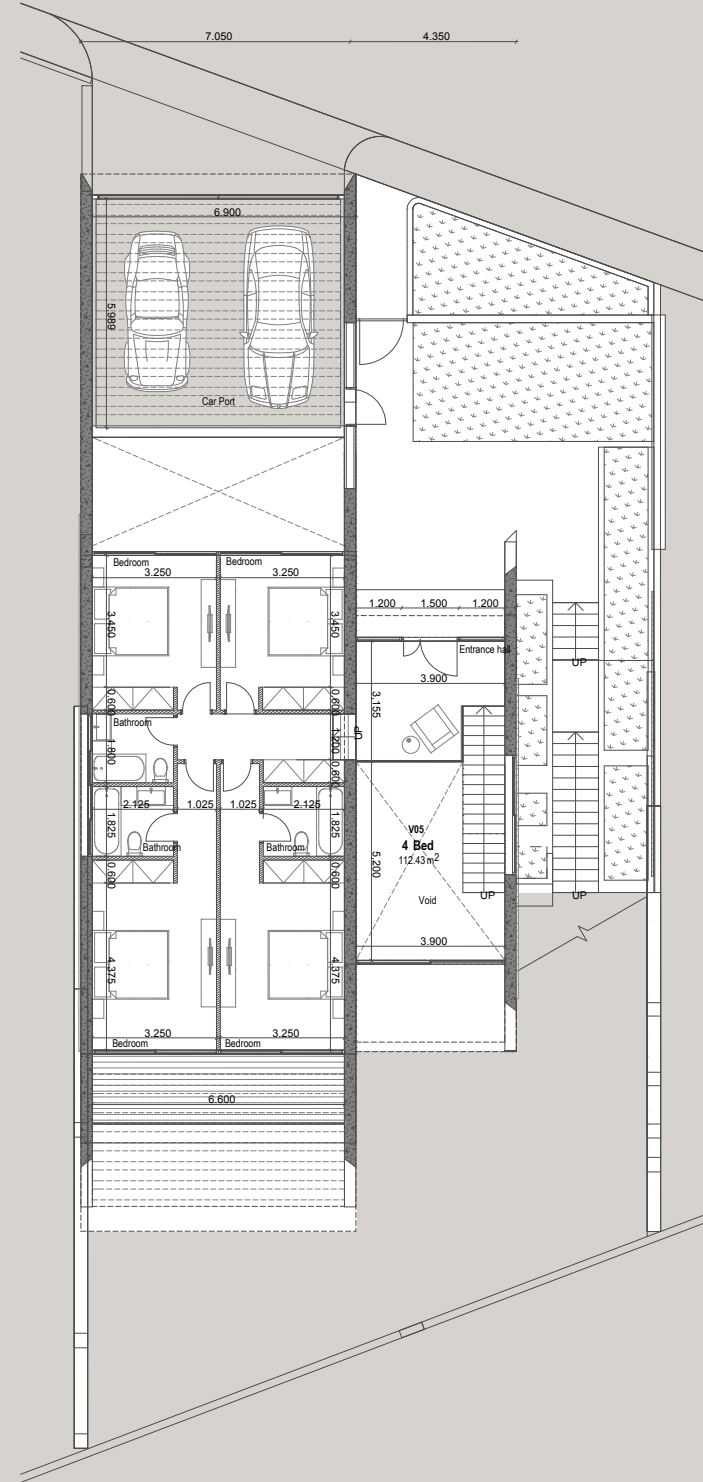 7.050 4.350
6.900
5.989
Car Port
Bedroom Bedroom
3.250 3.250
3.450 3.450
1.200 1.500 1.200
Entrance hall
3.900
3.155
UP
0.600 0.600
Bathroom
1.800 1.200
UP
0.600
2.125 1.025 1.025 2.125
1.825 1.825
Bathroom Bathroom
0.600 0.600
V05
4 Bed
112.43 m2
5.200
Void
UP UP
3.900
4.375 4.375
3.250 3.250
Bedroom Bedroom
6.600